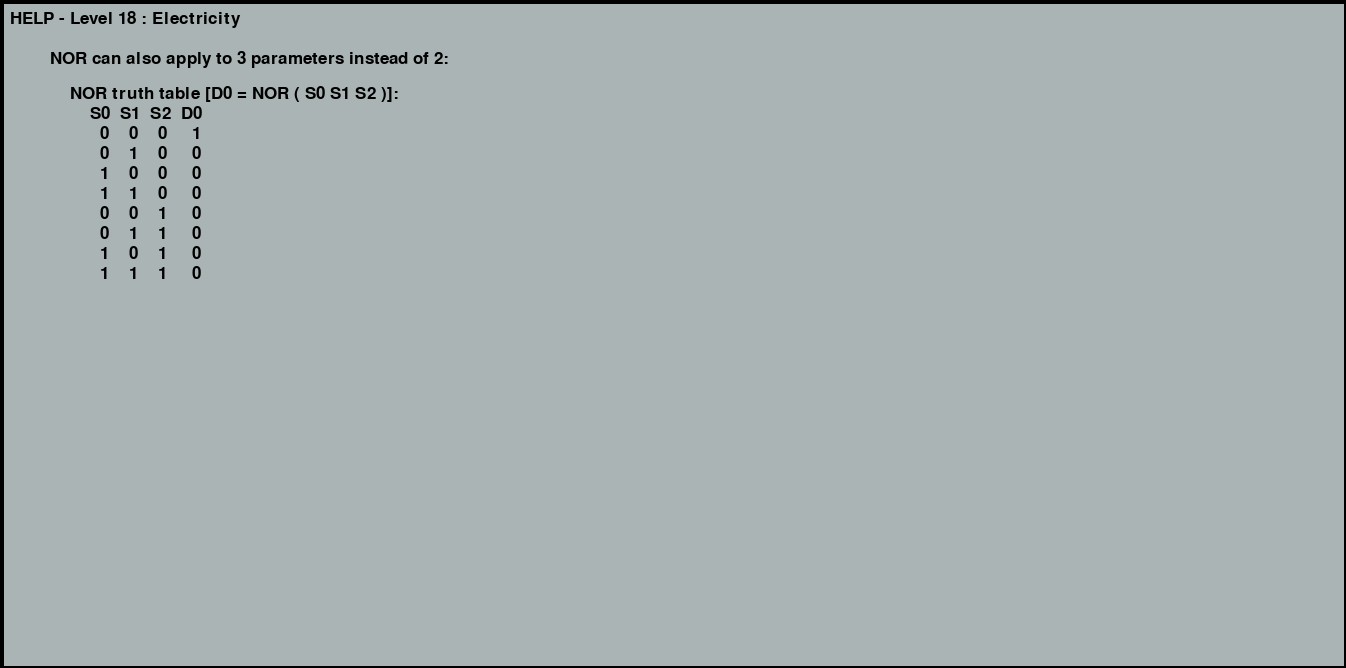 HELP - Level 18 : Electricity
NOR can also apply to 3 parameters instead of 2:
NOR truth table [D0 = NOR ( S0 S1 S2 )]:
S0 S1 S2 D0
0 0 0 1
0 1 0 0
1 0 0 0
1 1 0 0
0 0 1 0
0 1 1 0
1 0 1 0
1 1 1 0